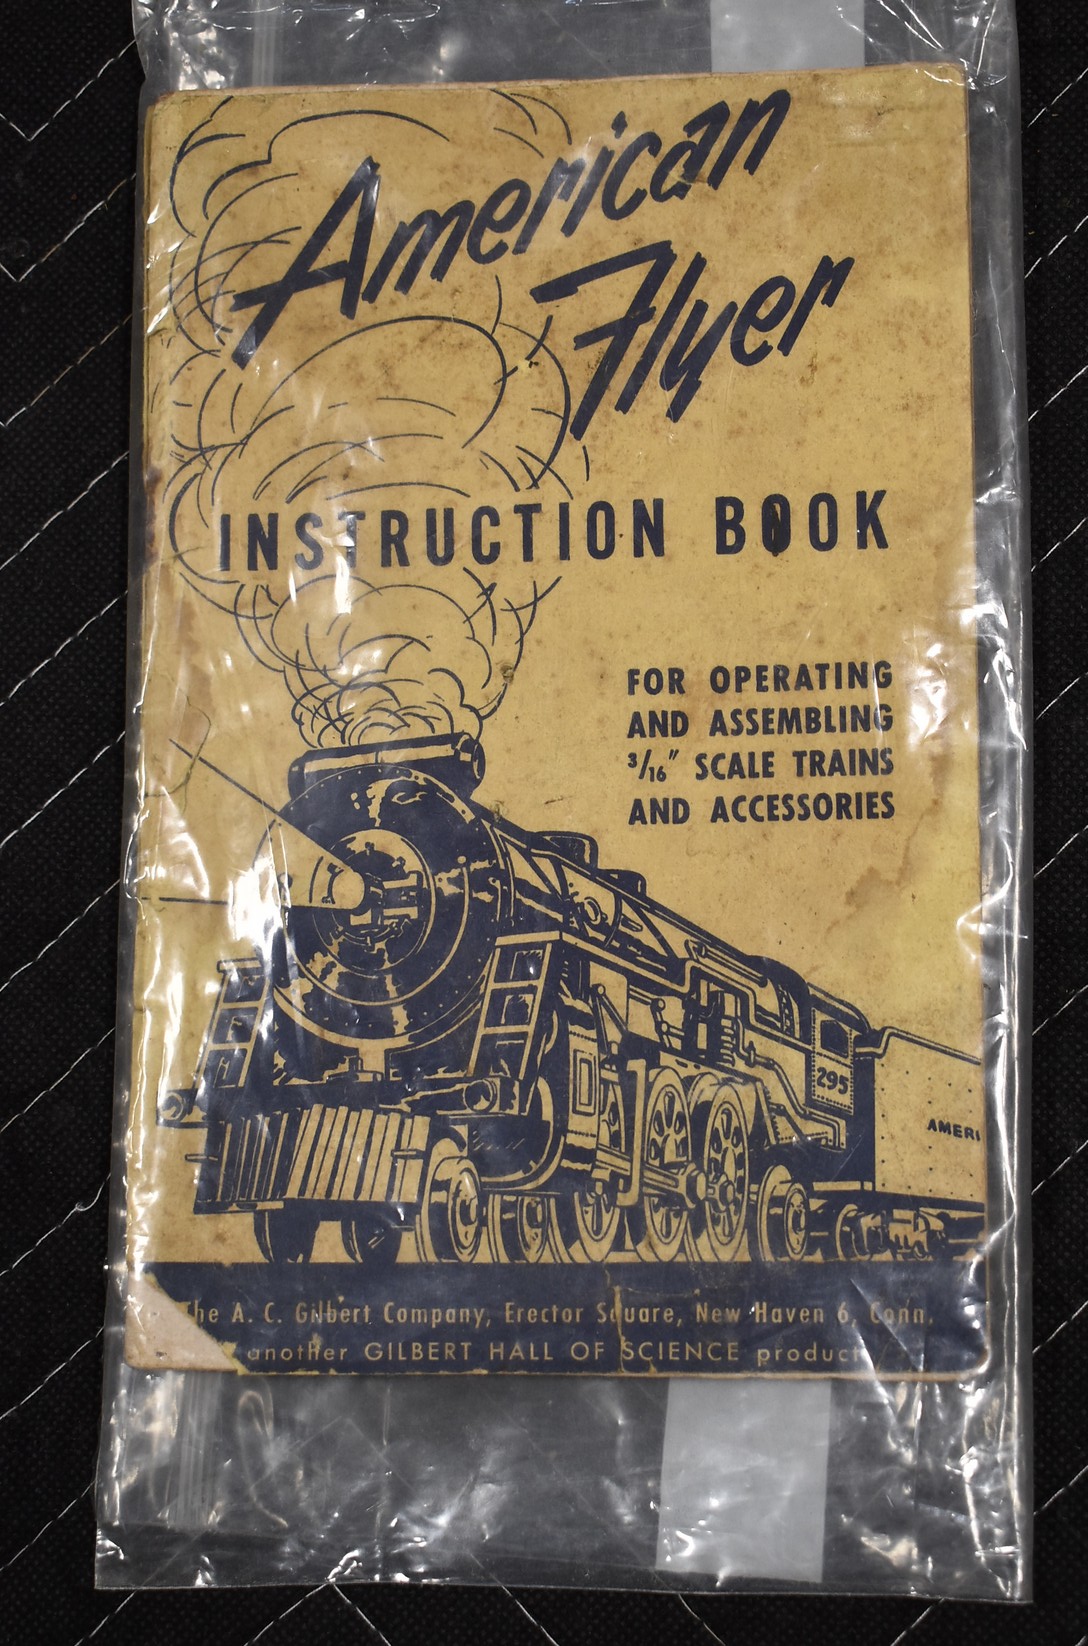 American
Flyer
INSTRUCTION BOOK
FOR OPERATING
AND ASSEMBLING
3/16" SCALE TRAINS
AND ACCESSORIES
295
AMERI
The A. C. Gilbert Company, Erector Square, New Haven 6, Conn.
another GILBERT HALL OF SCIENCE product